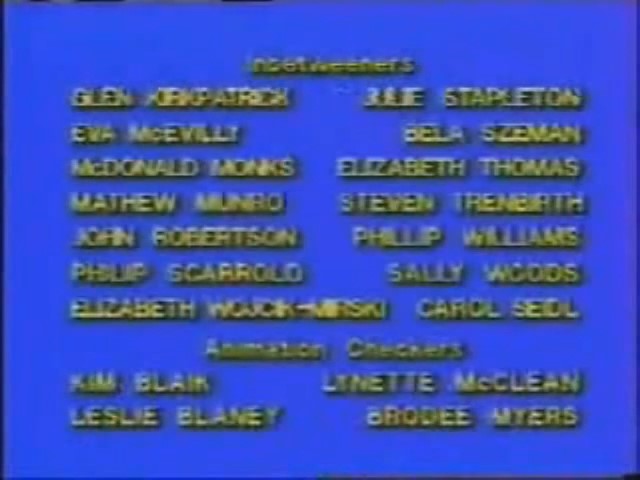 Inbetweeners
GLEN KIRKPATRICK JULIE STAPLETON
EVA McEVILLY BELA SZEMAN
McDONALD MONKS ELIZABETH THOMAS
MATHEW MUNRO STEVEN TRENBIRTH
JOHN ROBERTSON PHILLIP WILLIAMS
PHILIP SCARROLD SALLY WOODS
ELIZABETH WOJCIK-MIRSKI CAROL SEIDL
Animation Checkers
KIM BLAIK LYNETTE McCLEAN
LESLIE BLANEY BRODEE MYERS